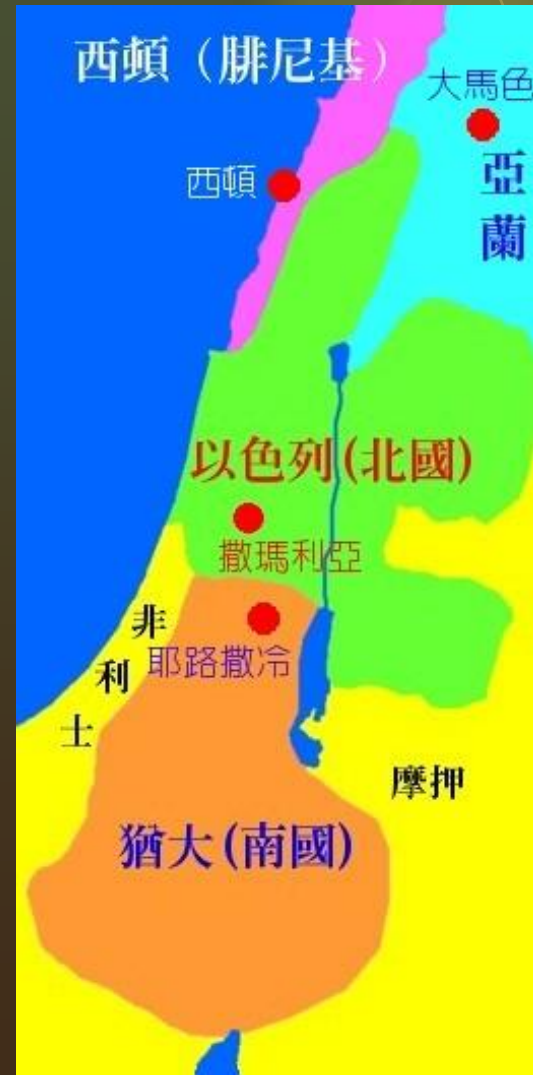 西頓（腓尼基）
大馬色
西頓
亞蘭
以色列(北國)
撒瑪利亞
非利士
耶路撒冷
摩押
猶大(南國)